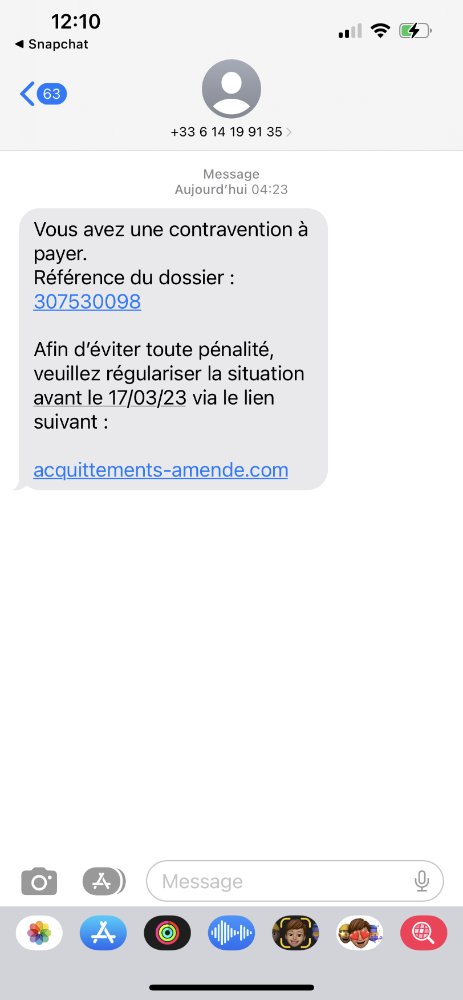 12:10
◀ Snapchat
63
+33 6 14 19 91 35
Message
Aujourd’hui 04:23
Vous avez une contravention à
payer.
Référence du dossier :
307530098
Afin d’éviter toute pénalité,
veuillez régulariser la situation
avant le 17/03/23 via le lien
suivant :
acquittements-amende.com
Message